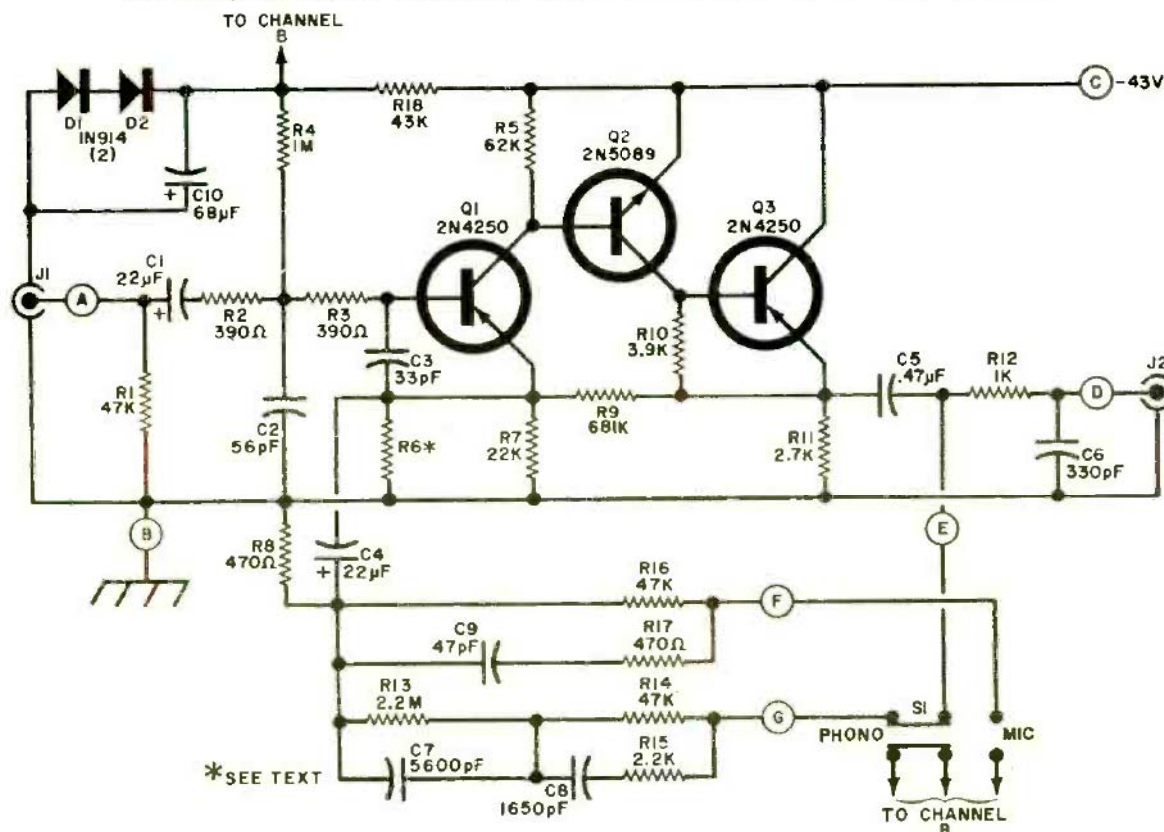 TO CHANNEL
B
D1
D2
IN914
(2)
C10
68µF
+
R4
1M
R18
43K
R5
62K
Q2
2N5089
C
-43V
Q1
2N4250
Q3
2N4250
J1
A
C1
22µF
+
R2
390Ω
R3
390Ω
R1
47K
C3
33pF
R10
3.9K
C5
.47µF
R12
1K
D
J2
C2
56pF
R6*
R7
22K
R9
681K
R11
2.7K
C6
330pF
B
R8
470Ω
C4
22µF
+
E
R16
47K
F
C9
47pF
R17
470Ω
R13
2.2M
R14
47K
G
S1
PHONO
MIC
C7
5600pF
R15
2.2K
C8
1650pF
*SEE TEXT
TO CHANNEL
B